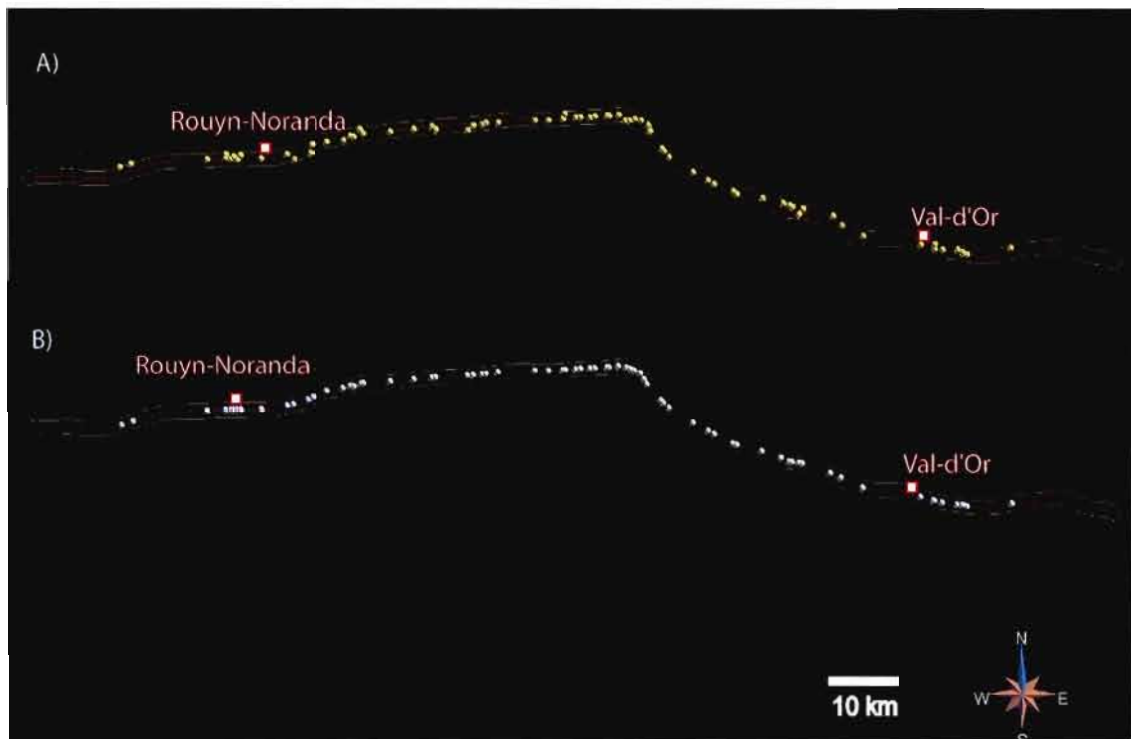 A)
Rouyn-Noranda
Val-d'Or
B)
Rouyn-Noranda
Val-d'Or
N
W E
S
10 km